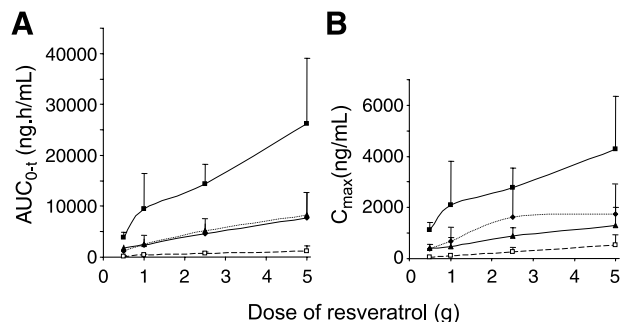 A
B
AUC0-t (ng.h/mL)
40000
30000
20000
10000
0
0 1 2 3 4 5
Cmax(ng/mL)
6000
4000
2000
0
0 1 2 3 4 5
Dose of resveratrol (g)